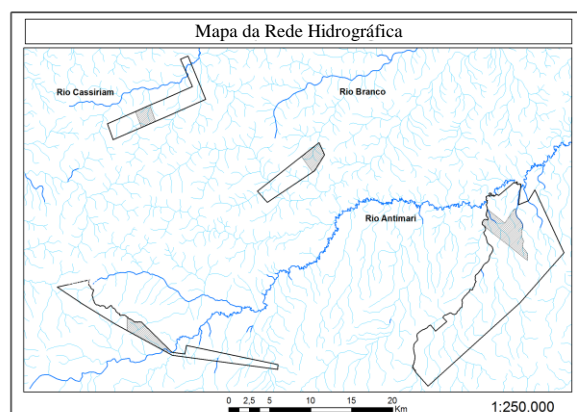 Mapa da Rede Hidrográfica
Rio Cassiriam
Rio Branco
Rio Antimari
0 2,5 5 10 15 20
Km
1:250.000